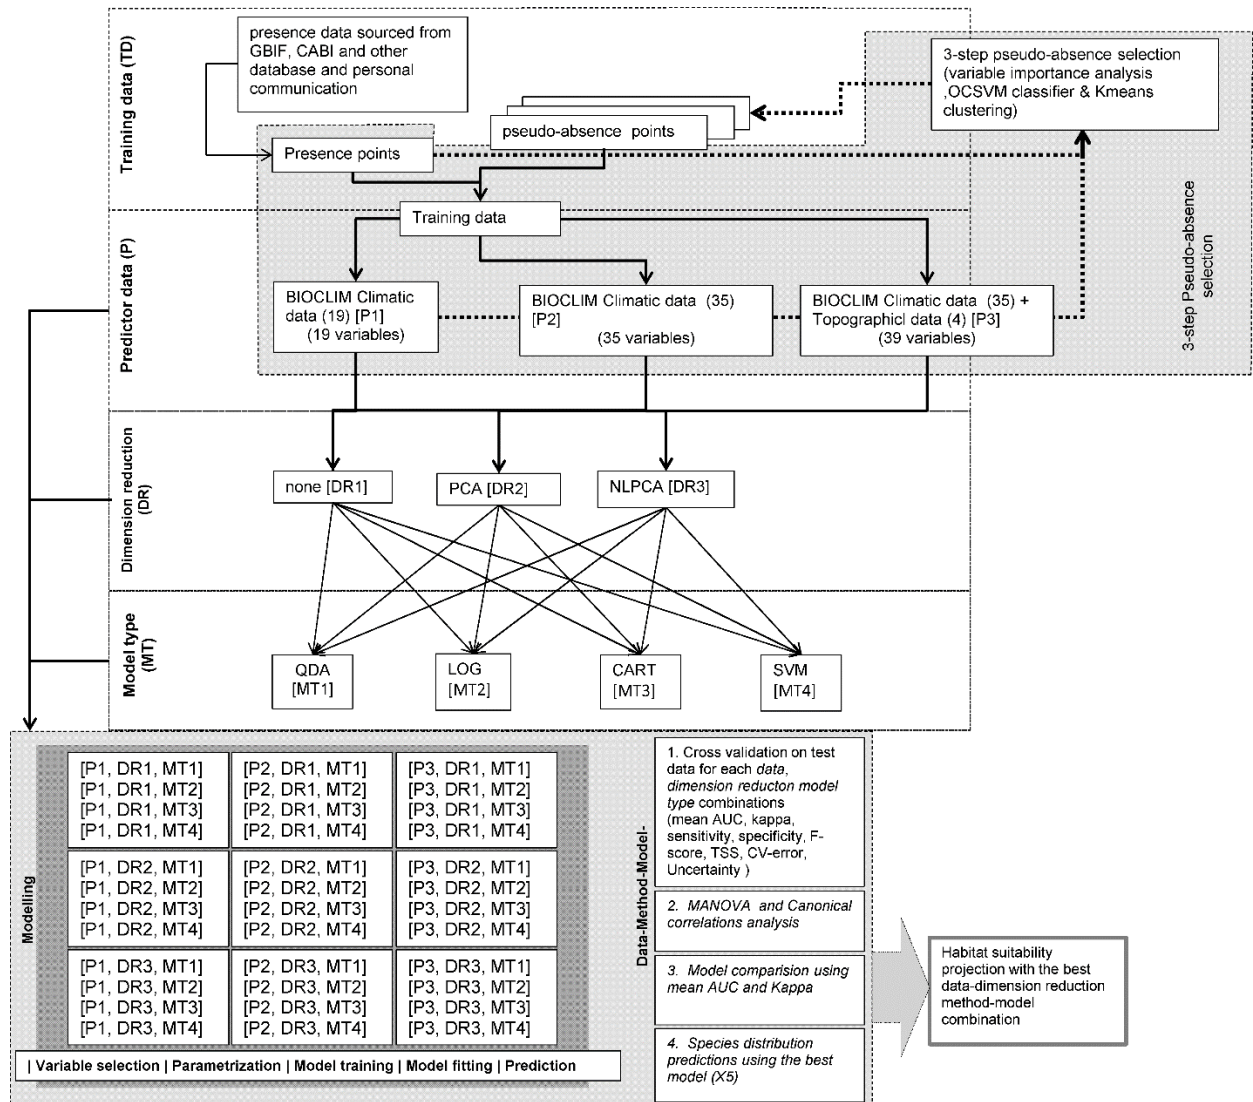 Training data (TD)
presence data sourced from
GBIF, CABI and other
database and personal
communication
3-step pseudo-absence selection
(variable importance analysis
,OCSVM classifier & Kmeans
clustering)
pseudo-absence points
Presence points
Training data
3-step Pseudo-absence
selection
Predictor data (P)
BIOCLIM Climatic
data (19) [P1]
(19 variables)
BIOCLIM Climatic data (35)
[P2]
(35 variables)
BIOCLIM Climatic data (35) +
Topographicl data (4) [P3]
(39 variables)
Dimension reduction
(DR)
none [DR1]
PCA [DR2]
NLPCA [DR3]
Model type
(MT)
QDA
[MT1]
LOG
[MT2]
CART
[MT3]
SVM
[MT4]
Modelling
[P1, DR1, MT1]
[P1, DR1, MT2]
[P1, DR1, MT3]
[P1, DR1, MT4]
[P2, DR1, MT1]
[P2, DR1, MT2]
[P2, DR1, MT3]
[P2, DR1, MT4]
[P3, DR1, MT1]
[P3, DR1, MT2]
[P3, DR1, MT3]
[P3, DR1, MT4]
[P1, DR2, MT1]
[P1, DR2, MT2]
[P1, DR2, MT3]
[P1, DR2, MT4]
[P2, DR2, MT1]
[P2, DR2, MT2]
[P2, DR2, MT3]
[P2, DR2, MT4]
[P3, DR2, MT1]
[P3, DR2, MT2]
[P3, DR2, MT3]
[P3, DR2, MT4]
[P1, DR3, MT1]
[P1, DR3, MT2]
[P1, DR3, MT3]
[P1, DR3, MT4]
[P2, DR3, MT1]
[P2, DR3, MT2]
[P2, DR3, MT3]
[P2, DR3, MT4]
[P3, DR3, MT1]
[P3, DR3, MT2]
[P3, DR3, MT3]
[P3, DR3, MT4]
| Variable selection | Parametrization | Model training | Model fitting | Prediction
Data-Method-Model-
1. Cross validation on test
data for each data,
dimension reducton model
type combinations
(mean AUC, kappa,
sensitivity, specificity, F-
score, TSS, CV-error,
Uncertainty )
2. MANOVA and Canonical
correlations analysis
3. Model comparision using
mean AUC and Kappa
4. Species distribution
predictions using the best
model (X5)
Habitat suitability
projection with the best
data-dimension reduction
method-model
combination